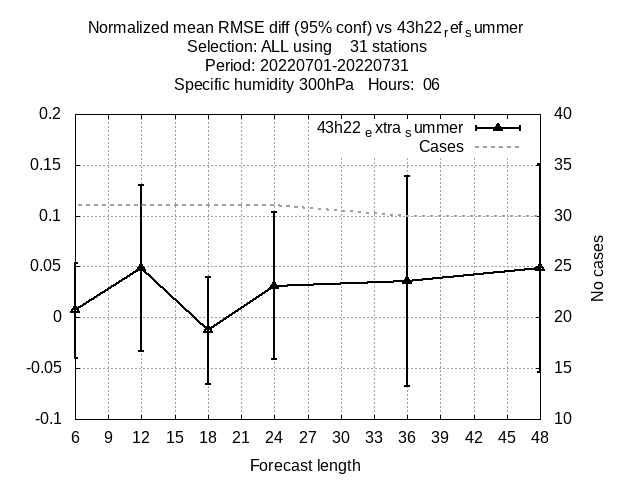 Normalized mean RMSE diff (95% conf) vs 43h22ᵣefₛummer
Selection: ALL using 31 stations
Period: 20220701-20220731
Specific humidity 300hPa Hours: 06
43h22ₑxtraₛummer
Cases
0.2
0.15
0.1
0.05
0
-0.05
-0.1
40
35
30
25
20
15
10
No cases
6 9 12 15 18 21 24 27 30 33 36 39 42 45 48
Forecast length